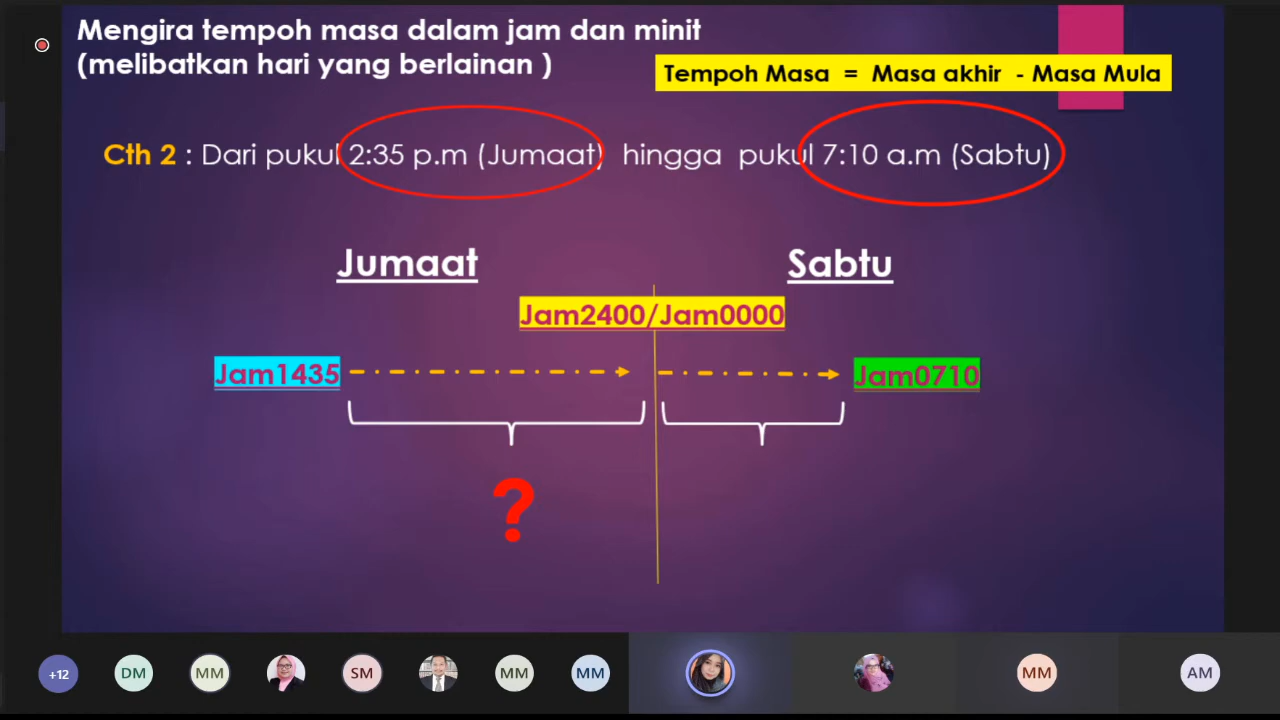 Mengira tempoh masa dalam jam dan minit
(melibatkan hari yang berlainan )
Tempoh Masa = Masa akhir - Masa Mula
Cth 2 : Dari pukul 2:35 p.m (Jumaat) hingga pukul 7:10 a.m (Sabtu)
Jumaat
Sabtu
Jam2400/Jam0000
Jam1435
Jam0710
?
+12
DM
MM
SM
MM
MM
MM
AM